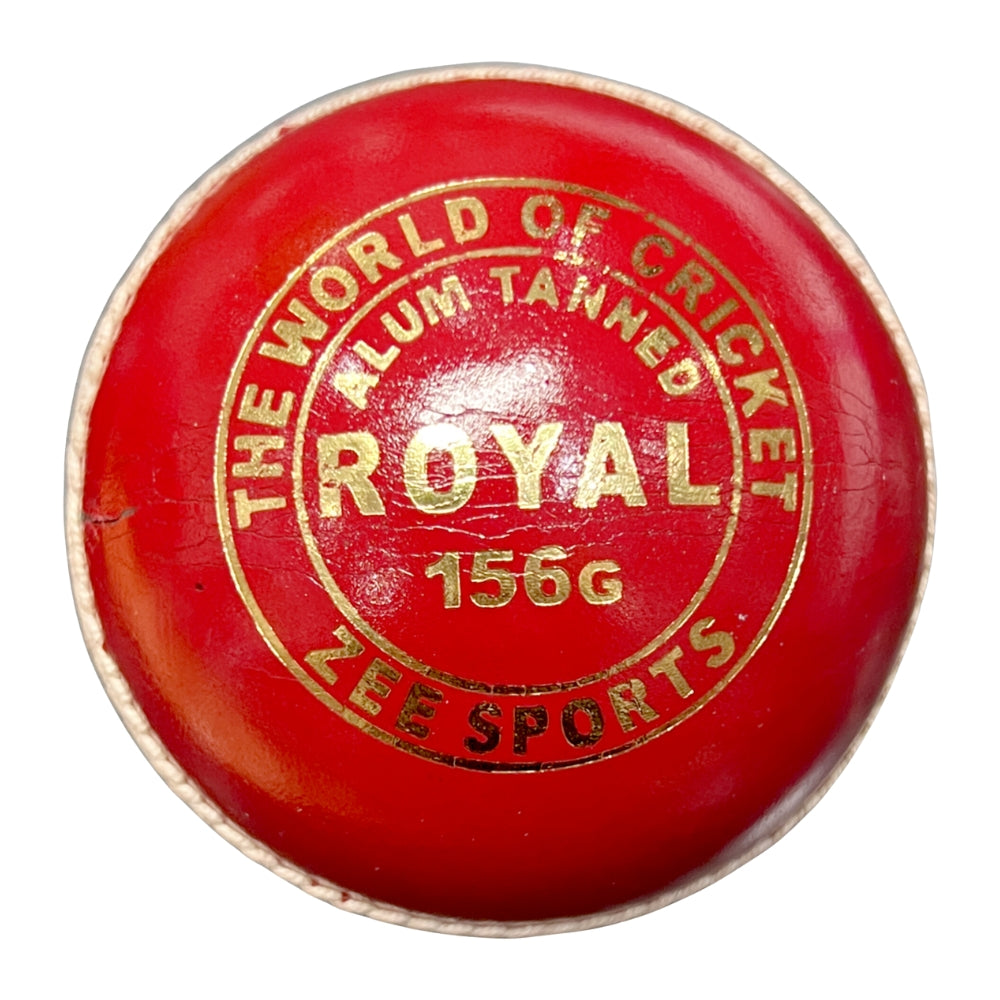 THE WORLD OF CRICKET
ALUM TANNED
ROYAL
156G
ZEE SPORTS